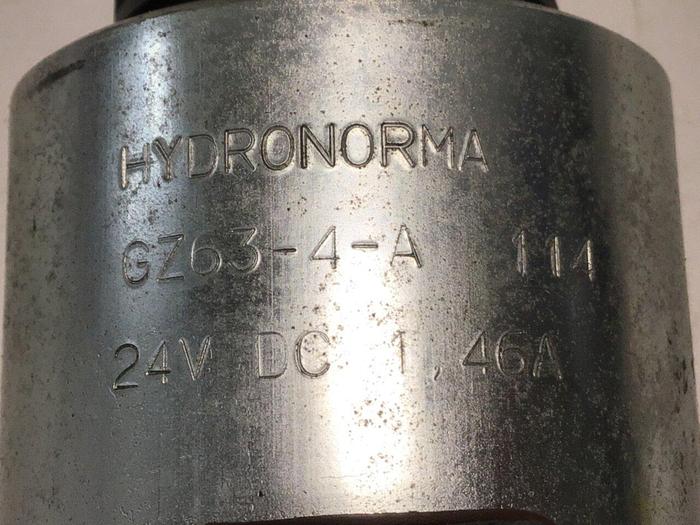 HYDRONORMA
GZ63-4-A 114
24V DC 1,46A